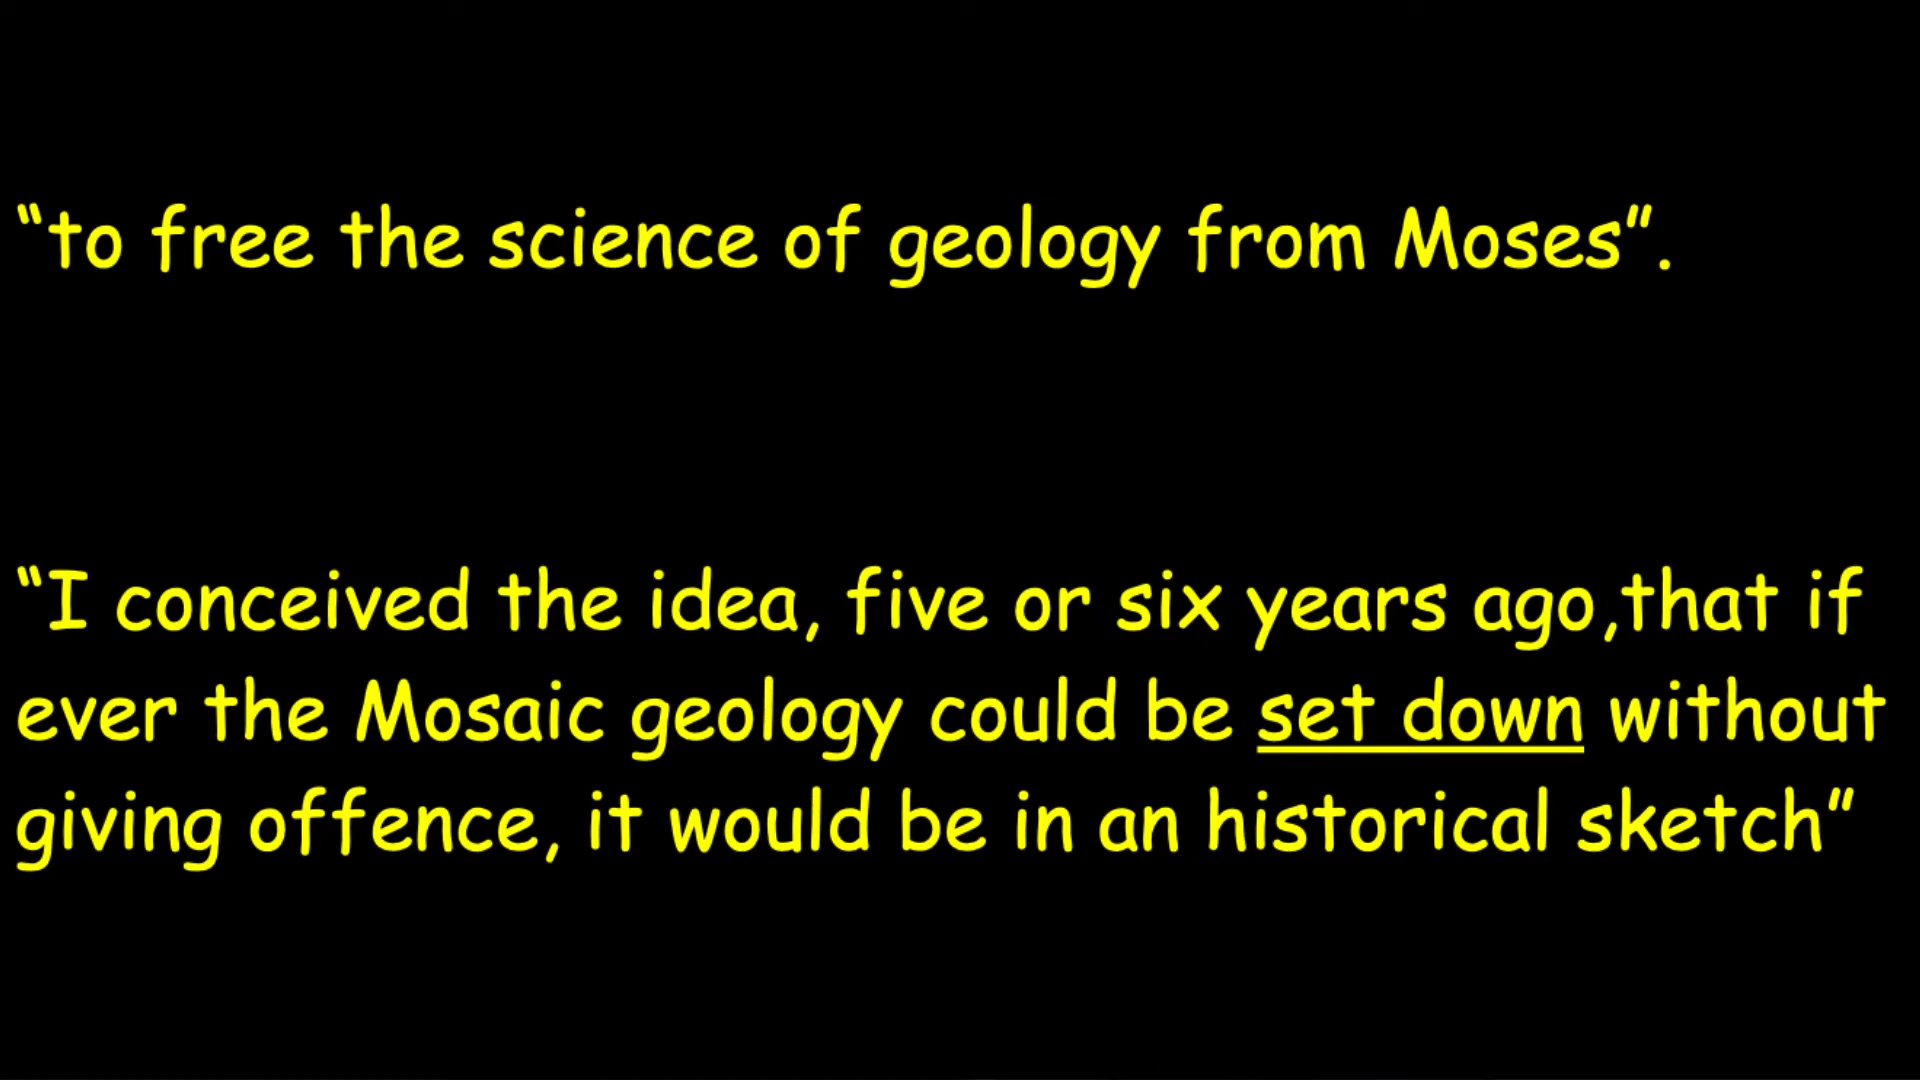 “to free the science of geology from Moses”.
“I conceived the idea, five or six years ago,that if
ever the Mosaic geology could be set down without
giving offence, it would be in an historical sketch”